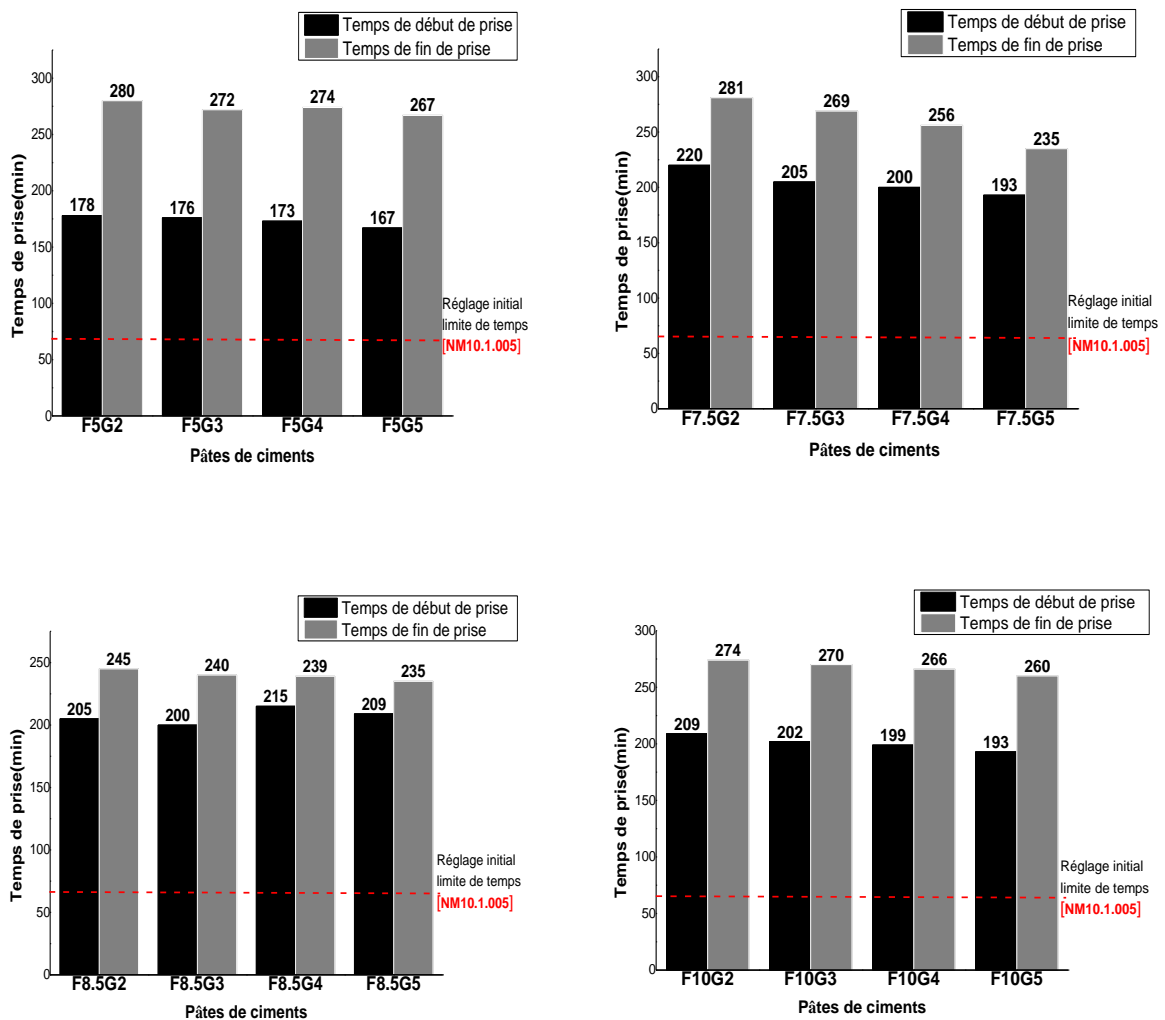 Temps de début de prise
Temps de fin de prise
Temps de prise(min)
300
250
200
150
100
50
0
280
272
274
267
178
176
173
167
Réglage initial
limite de temps
[NM10.1.005]
F5G2 F5G3 F5G4 F5G5
Pâtes de ciments
Temps de début de prise
Temps de fin de prise
Temps de prise(min)
300
250
200
150
100
50
0
281
269
256
235
220
205
200
193
Réglage initial
limite de temps
[NM10.1.005]
F7.5G2 F7.5G3 F7.5G4 F7.5G5
Pâtes de ciments
Temps de début de prise
Temps de fin de prise
Temps de prise(min)
250
200
150
100
50
0
245
240
239
235
205
200
215
209
Réglage initial
limite de temps
[NM10.1.005]
F8.5G2 F8.5G3 F8.5G4 F8.5G5
Pâtes de ciments
Temps de début de prise
Temps de fin de prise
Temps de prise(min)
300
250
200
150
100
50
0
274
270
266
260
209
202
199
193
Réglage initial
limite de temps
[NM10.1.005]
F10G2 F10G3 F10G4 F10G5
Pâtes de ciments